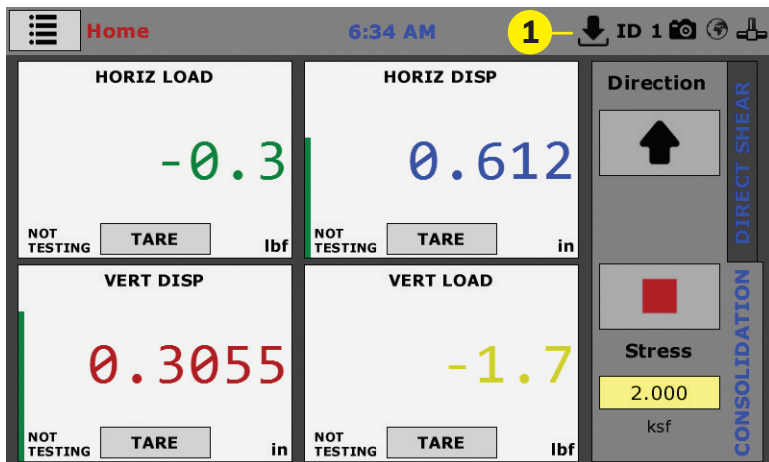 Home
6:34 AM
1
ID 1
HORIZ LOAD
-0.3
NOT
TESTING
TARE
lbf
HORIZ DISP
0.612
NOT
TESTING
TARE
in
VERT DISP
0.3055
NOT
TESTING
TARE
in
VERT LOAD
-1.7
NOT
TESTING
TARE
lbf
Direction
Stress
2.000
ksf
DIRECT SHEAR
CONSOLIDATION